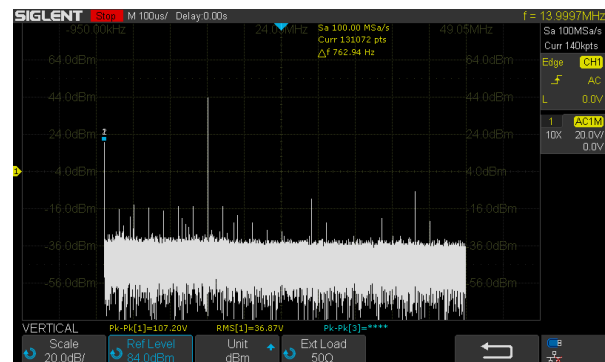 SIGLENT Stop M 100us/ Delay:0.00s f = 13.9997MHz
-950.00kHz 24.05MHz 49.05MHz
Sa 100.00 MSa/s
Curr 131072 pts
△f 762.94 Hz
Sa 100MSa/s
Curr 140kpts
Edge CH1
AC
L 0.0V
1 AC1M
10X 20.0V/
0.0V
64.0dBm 64.0dBm
44.0dBm 44.0dBm
24.0dBm 24.0dBm
1 4.0dBm 4.0dBm
-16.0dBm -16.0dBm
-36.0dBm -36.0dBm
-56.0dBm -56.0dBm
VERTICAL Pk-Pk[1]=107.20V RMS[1]=36.87V Pk-Pk[3]=****
Scale Ref Level Unit Ext Load
20.0dB/ 84.0dBm dBm 50Ω